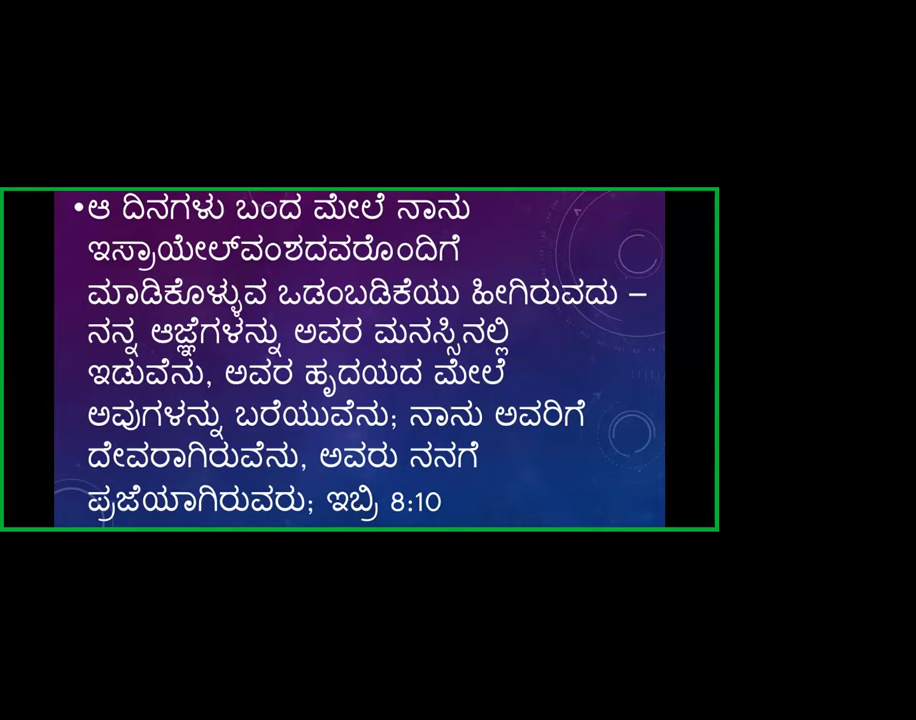 •ಆ ದಿನಗಳು ಬಂದ ಮೇಲೆ ನಾನು
ಇಸ್ರಾಯೇಲ್‌ವಂಶದವರೊಂದಿಗೆ
ಮಾಡಿಕೊಳ್ಳುವ ಒಡಂಬಡಿಕೆಯು ಹೀಗಿರುವದು –
ನನ್ನ ಆಜ್ಞೆಗಳನ್ನು ಅವರ ಮನಸ್ಸಿನಲ್ಲಿ
ಇಡುವೆನು, ಅವರ ಹೃದಯದ ಮೇಲೆ
ಅವುಗಳನ್ನು ಬರೆಯುವೆನು; ನಾನು ಅವರಿಗೆ
ದೇವರಾಗಿರುವೆನು, ಅವರು ನನಗೆ
ಪ್ರಜೆಯಾಗಿರುವರು; ಇಬ್ರಿ 8:10